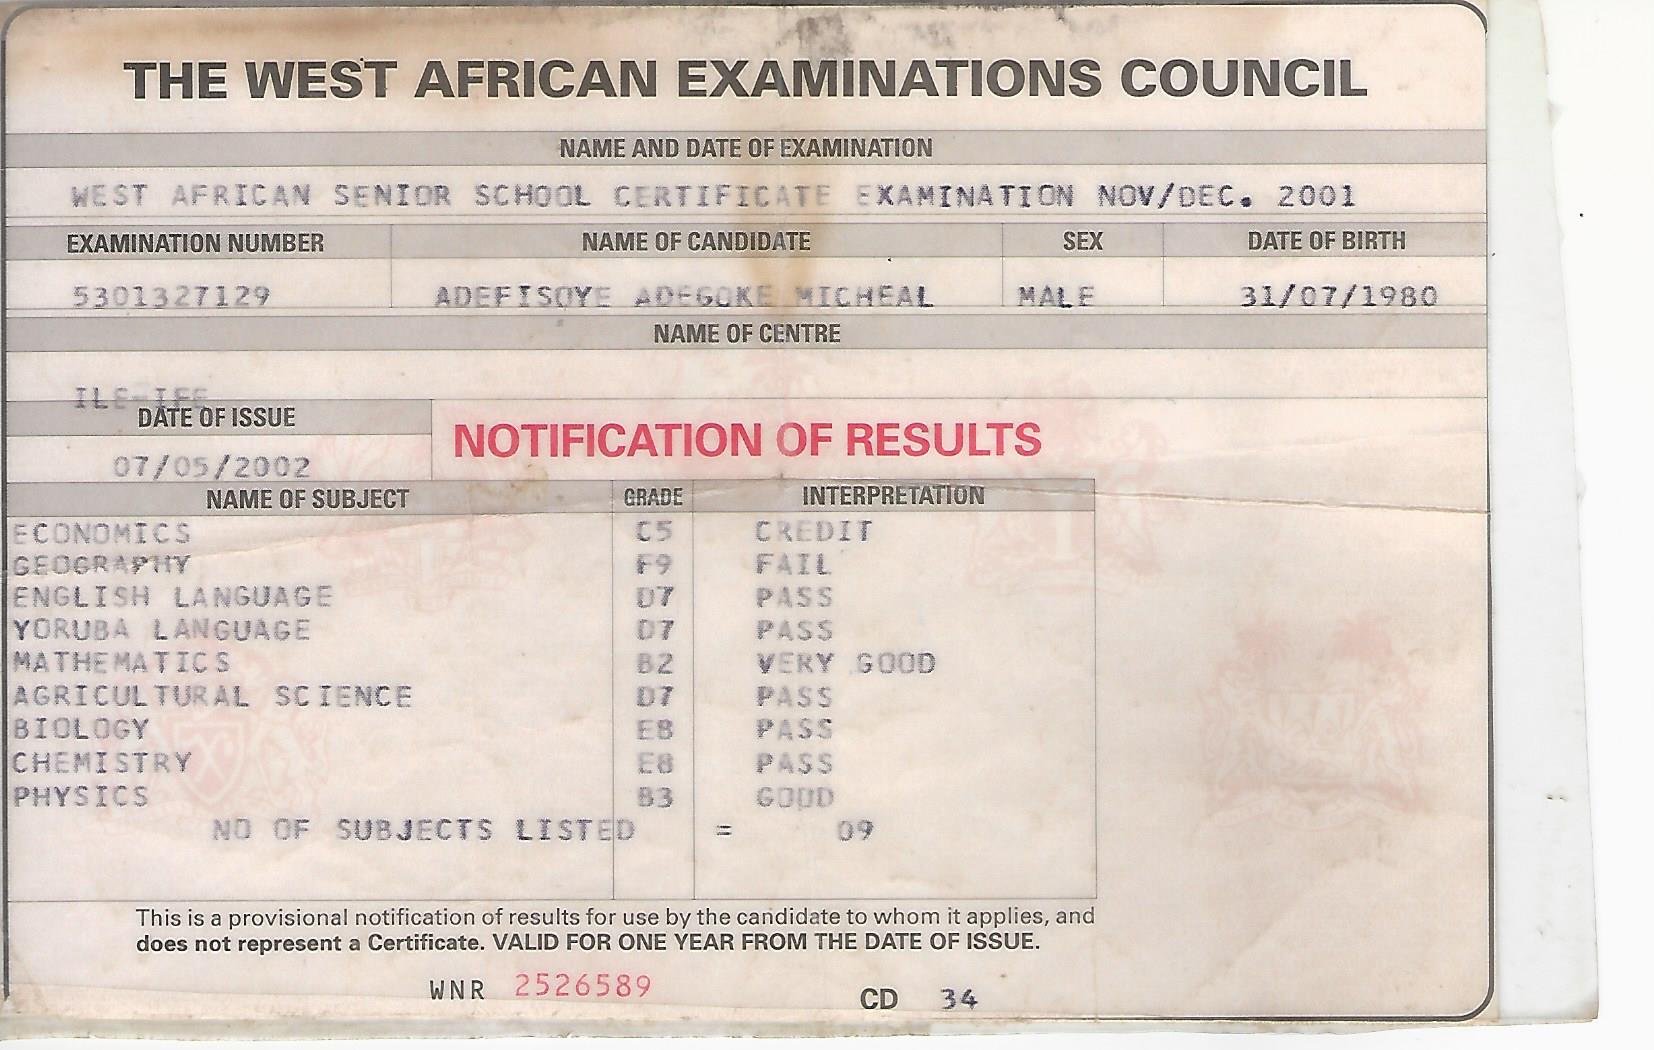 THE WEST AFRICAN EXAMINATIONS COUNCIL
NAME AND DATE OF EXAMINATION
WEST AFRICAN SENIOR SCHOOL CERTIFICATE EXAMINATION NOV/DEC. 2001
EXAMINATION NUMBER NAME OF CANDIDATE SEX DATE OF BIRTH
5301327129 ADEFISOYE ADEGOKE MICHEAL MALE 31/07/1980
NAME OF CENTRE
ILE-IFE
DATE OF ISSUE
NOTIFICATION OF RESULTS
07/05/2002
NAME OF SUBJECT GRADE INTERPRETATION
ECONOMICS C5 CREDIT
GEOGRAPHY F9 FAIL
ENGLISH LANGUAGE D7 PASS
YORUBA LANGUAGE D7 PASS
MATHEMATICS B2 VERY GOOD
AGRICULTURAL SCIENCE D7 PASS
BIOLOGY E8 PASS
CHEMISTRY E8 PASS
PHYSICS B3 GOOD
NO OF SUBJECTS LISTED = 09
This is a provisional notification of results for use by the candidate to whom it applies, and
does not represent a Certificate. VALID FOR ONE YEAR FROM THE DATE OF ISSUE.
WNR 2526589 CD 34